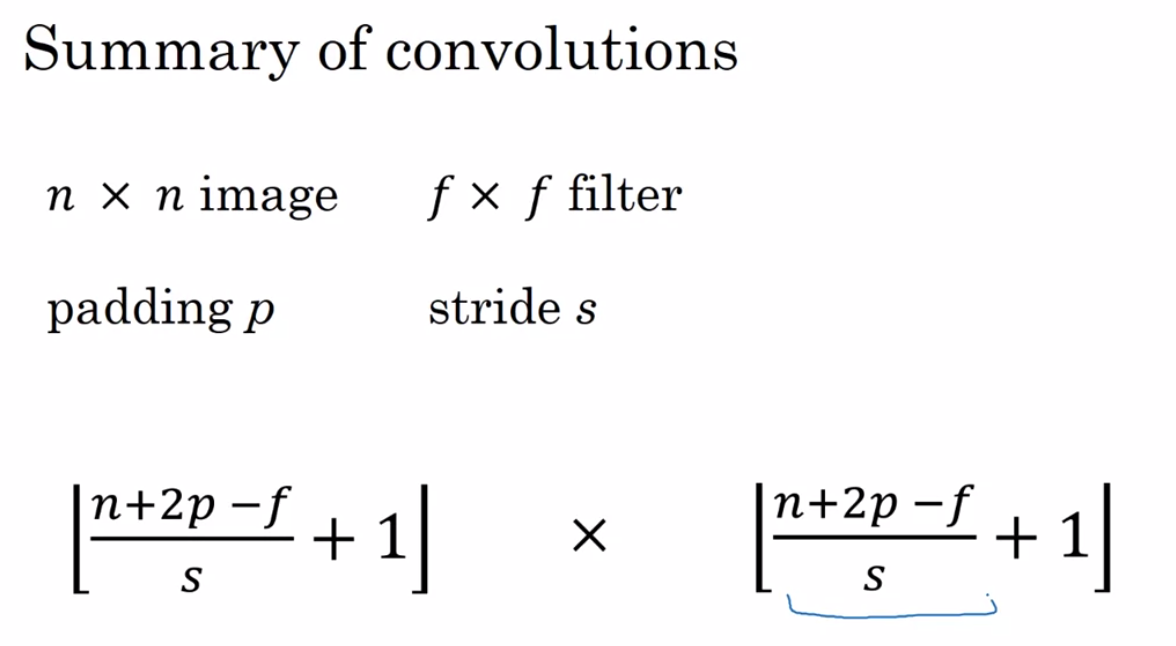 Summary of convolutions
n × n image f × f filter
padding p stride s
⌊(n+2p −f)/s + 1⌋ × ⌊(n+2p −f)/s + 1⌋